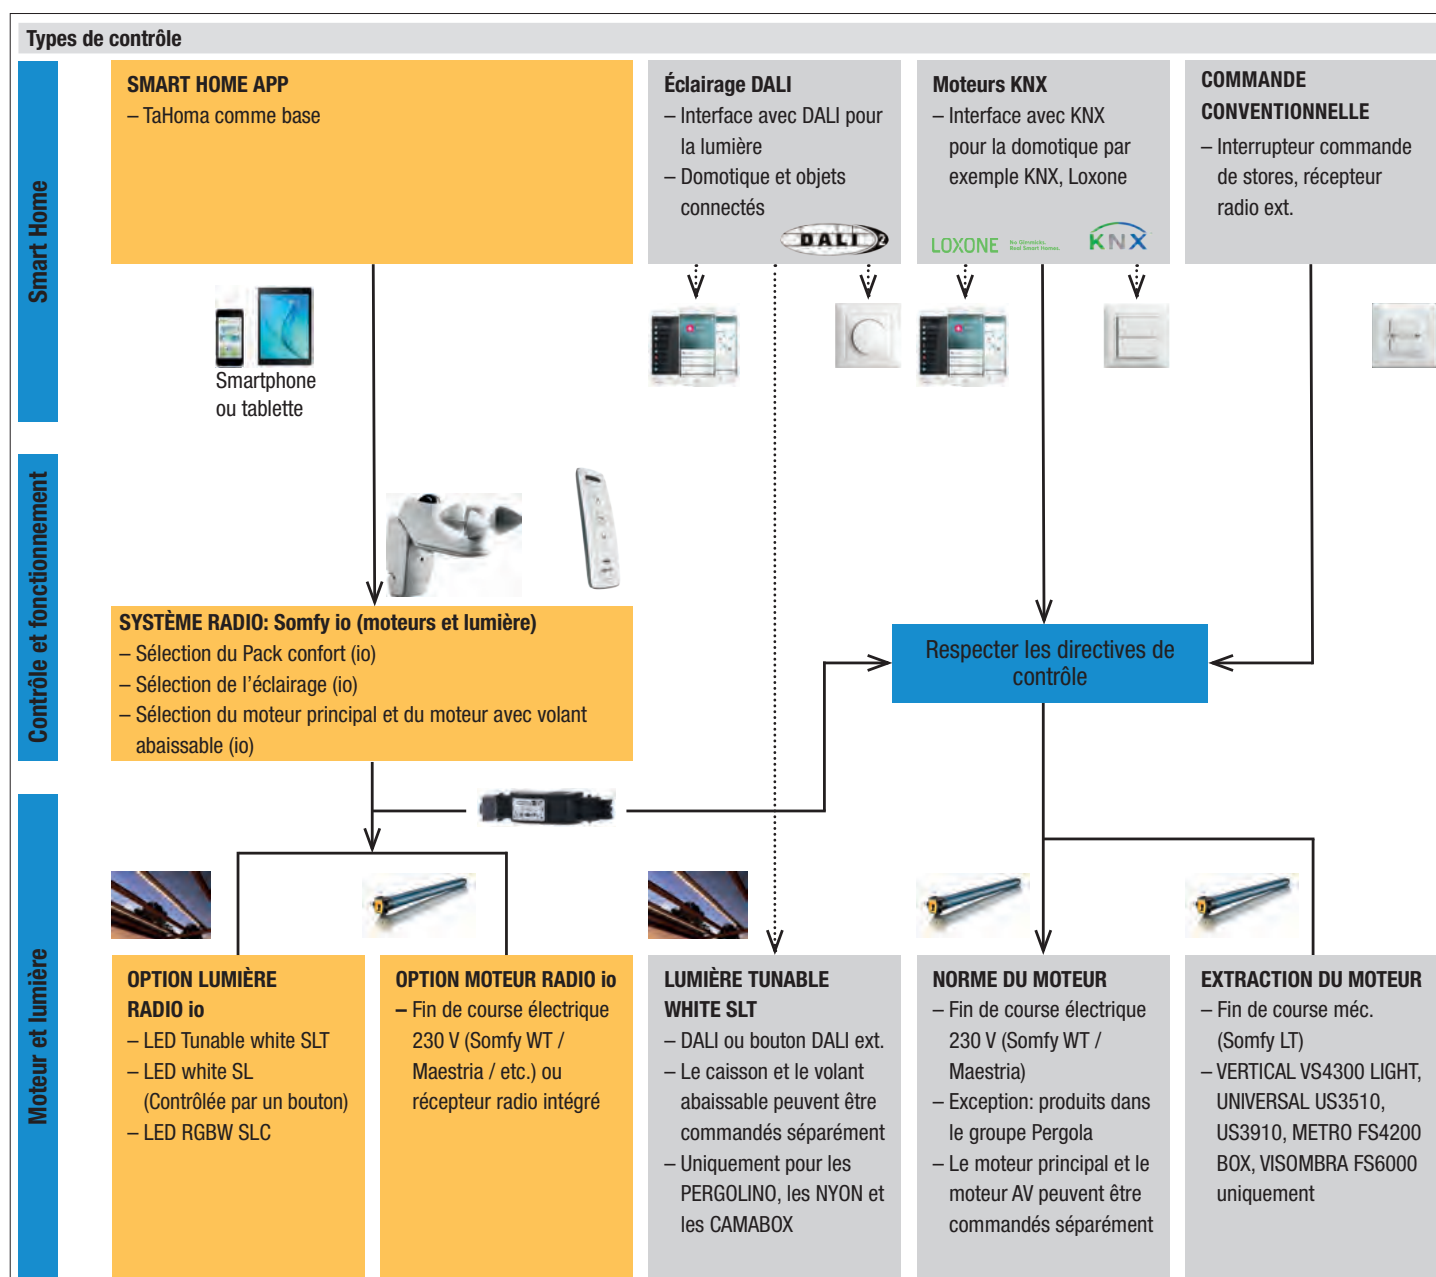 Types de contrôle
Smart Home
SMART HOME APP
– TaHoma comme base
Éclairage DALI
– Interface avec DALI pour
la lumière
– Domotique et objets
connectés
DALI 2
Moteurs KNX
– Interface avec KNX
pour la domotique par
exemple KNX, Loxone
LOXONE
No Gimmicks.
Real Smart Homes.
KNX
COMMANDE
CONVENTIONNELLE
– Interrupteur commande
de stores, récepteur
radio ext.
Smartphone
ou tablette
Contrôle et fonctionnement
SYSTÈME RADIO: Somfy io (moteurs et lumière)
– Sélection du Pack confort (io)
– Sélection de l'éclairage (io)
– Sélection du moteur principal et du moteur avec volant
abaissable (io)
Respecter les directives de
contrôle
Moteur et lumière
OPTION LUMIÈRE
RADIO io
– LED Tunable white SLT
– LED white SL
(Contrôlée par un bouton)
– LED RGBW SLC
OPTION MOTEUR RADIO io
– Fin de course électrique
230 V (Somfy WT /
Maestria / etc.) ou
récepteur radio intégré
LUMIÈRE TUNABLE
WHITE SLT
– DALI ou bouton DALI ext.
– Le caisson et le volant
abaissable peuvent être
commandés séparément
– Uniquement pour les
PERGOLINO, les NYON et
les CAMABOX
NORME DU MOTEUR
– Fin de course électrique
230 V (Somfy WT /
Maestria)
– Exception: produits dans
le groupe Pergola
– Le moteur principal et le
moteur AV peuvent être
commandés séparément
EXTRACTION DU MOTEUR
– Fin de course méc.
(Somfy LT)
– VERTICAL VS4300 LIGHT,
UNIVERSAL US3510,
US3910, METRO FS4200
BOX, VISOMBRA FS6000
uniquement